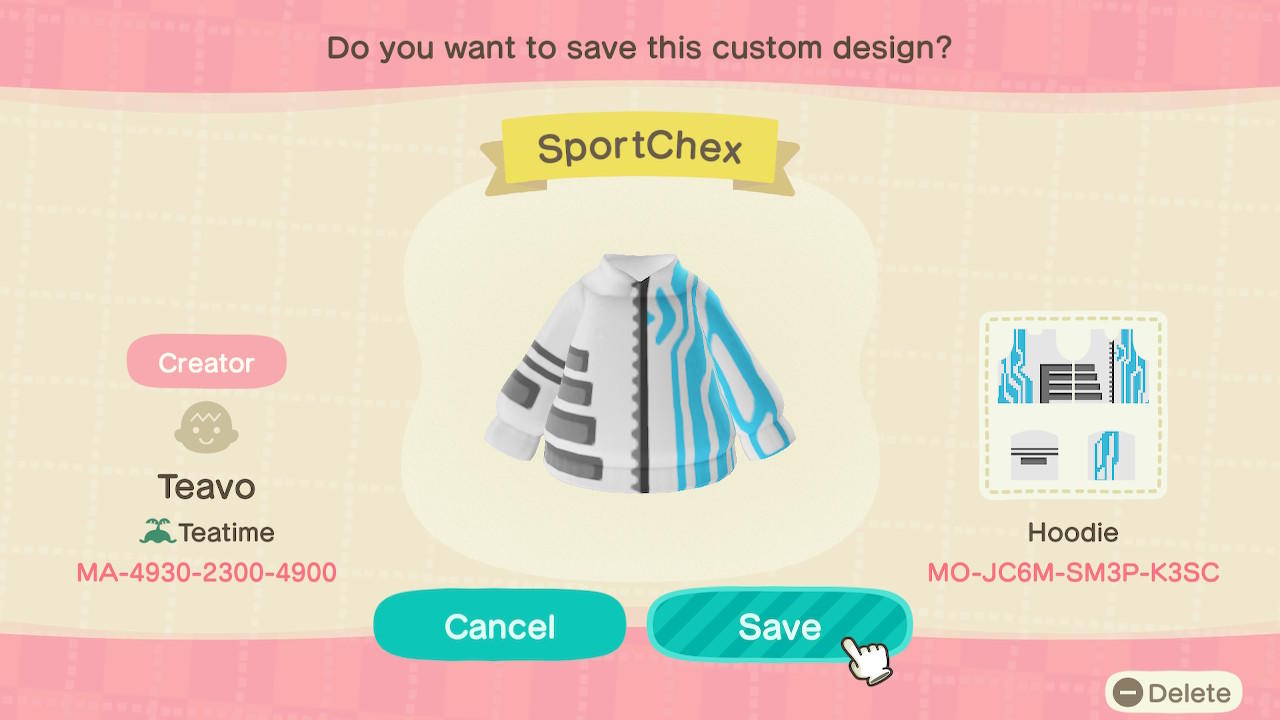 Do you want to save this custom design?
SportChex
Creator
Teavo
Teatime
MA-4930-2300-4900
Hoodie
MO-JC6M-SM3P-K3SC
Cancel
Save
Delete